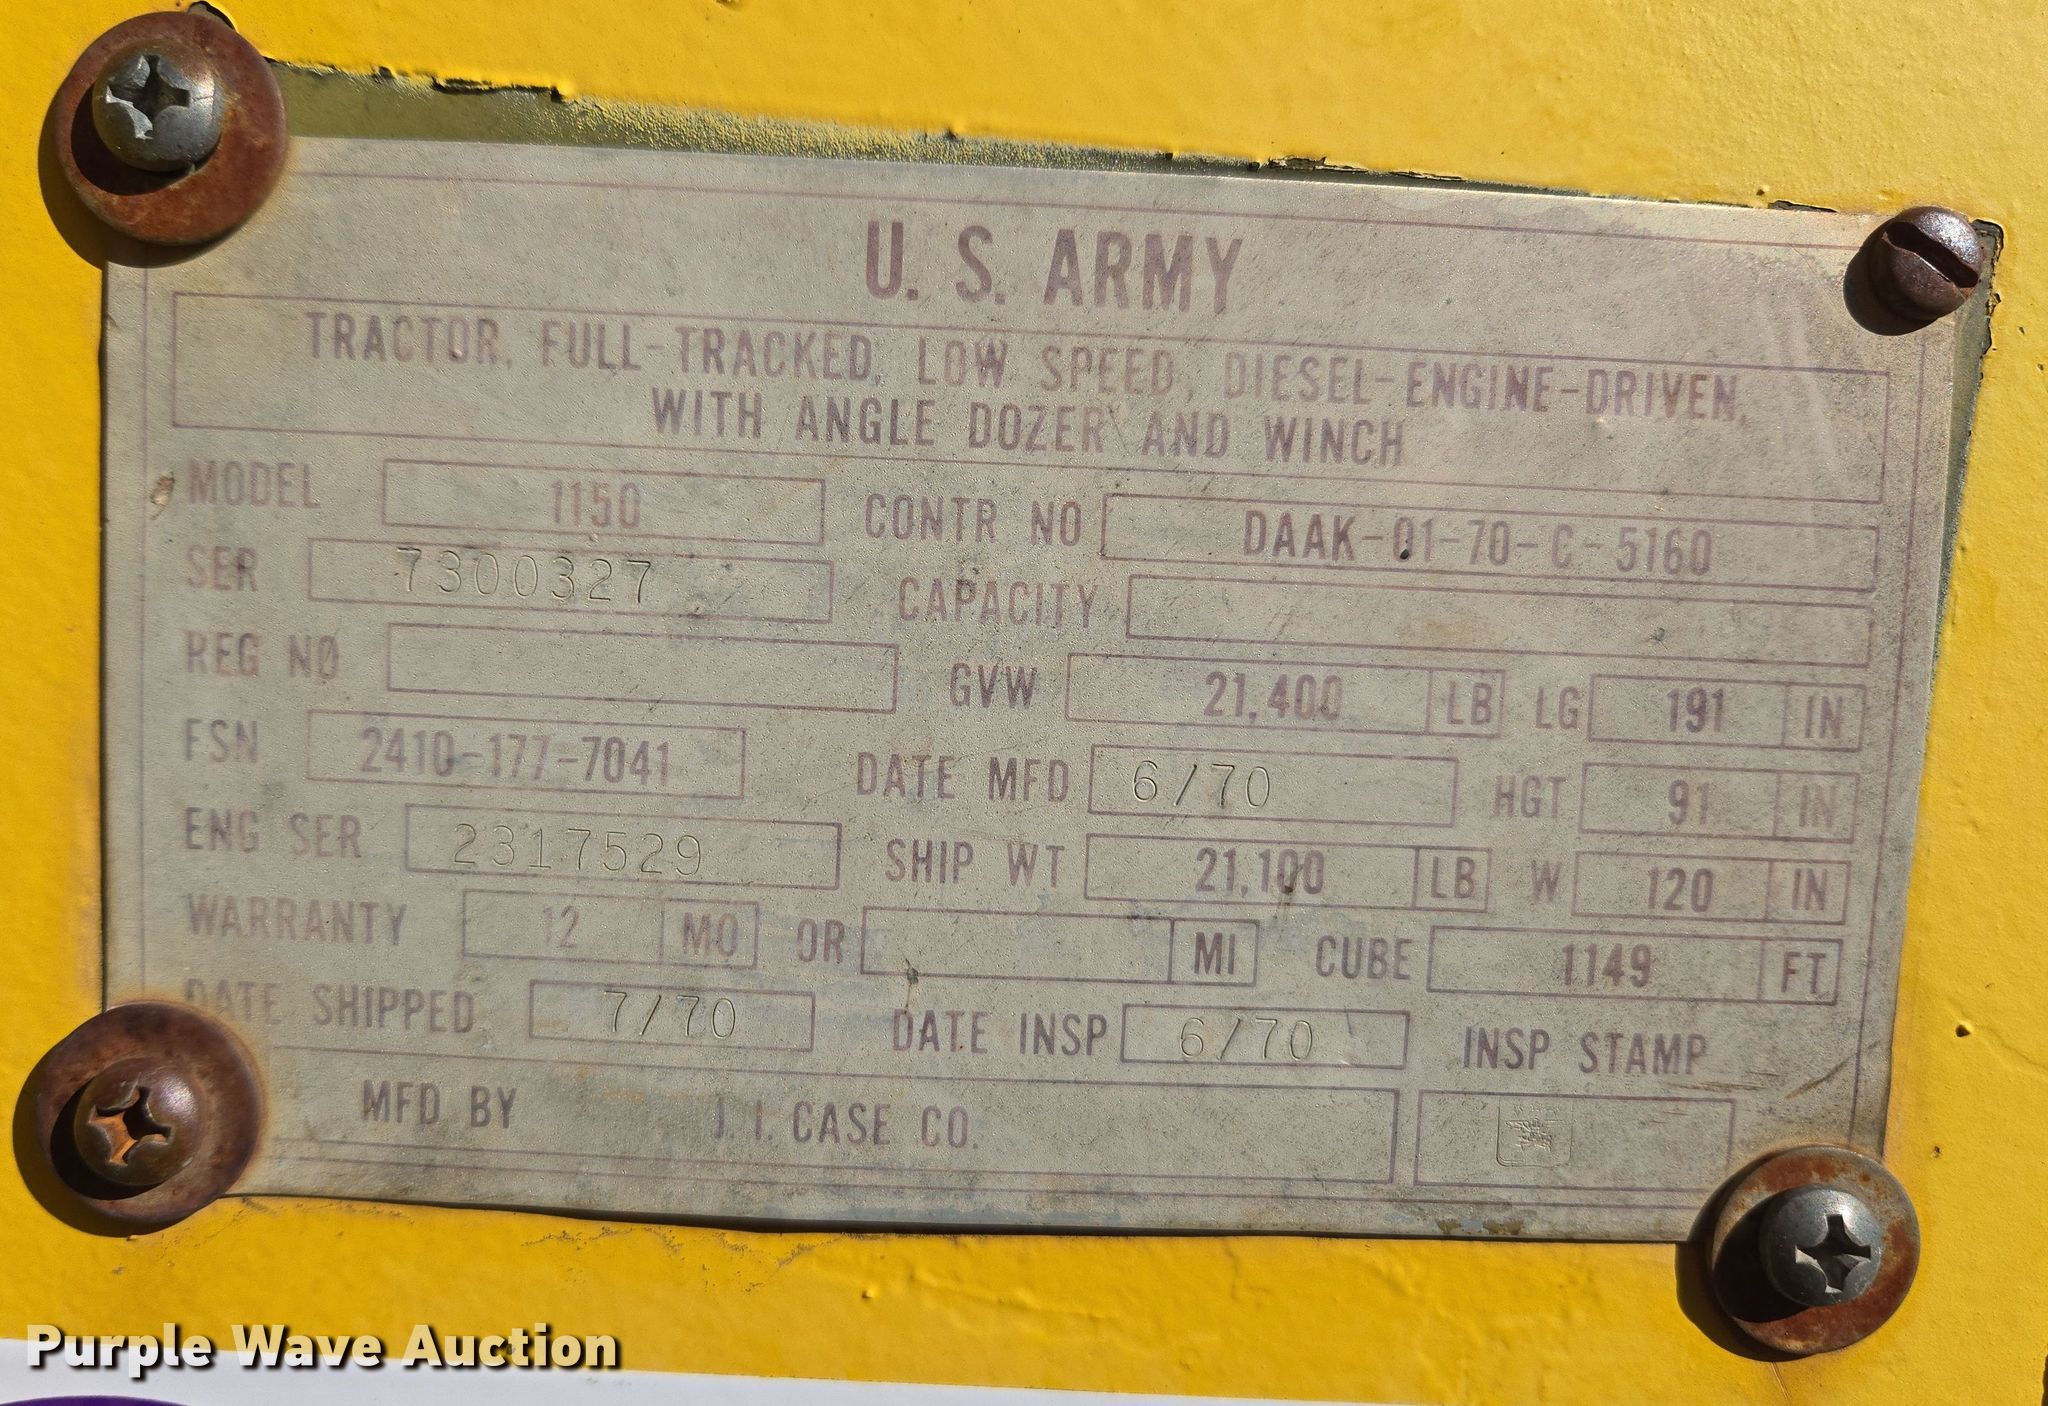 U. S. ARMY
TRACTOR, FULL-TRACKED, LOW SPEED, DIESEL-ENGINE-DRIVEN,
WITH ANGLE DOZER AND WINCH
MODEL 1150 CONTR NO DAAK-01-70-C-5160
SER 7300327 CAPACITY
REG NO GVW 21,400 LB LG 191 IN
FSN 2410-177-7041 DATE MFD 6/70 HGT 91 IN
ENG SER 2317529 SHIP WT 21,100 LB W 120 IN
WARRANTY 12 MO OR MI CUBE 1149 FT
DATE SHIPPED 7/70 DATE INSP 6/70 INSP STAMP
MFD BY J. I. CASE CO.
Purple Wave Auction